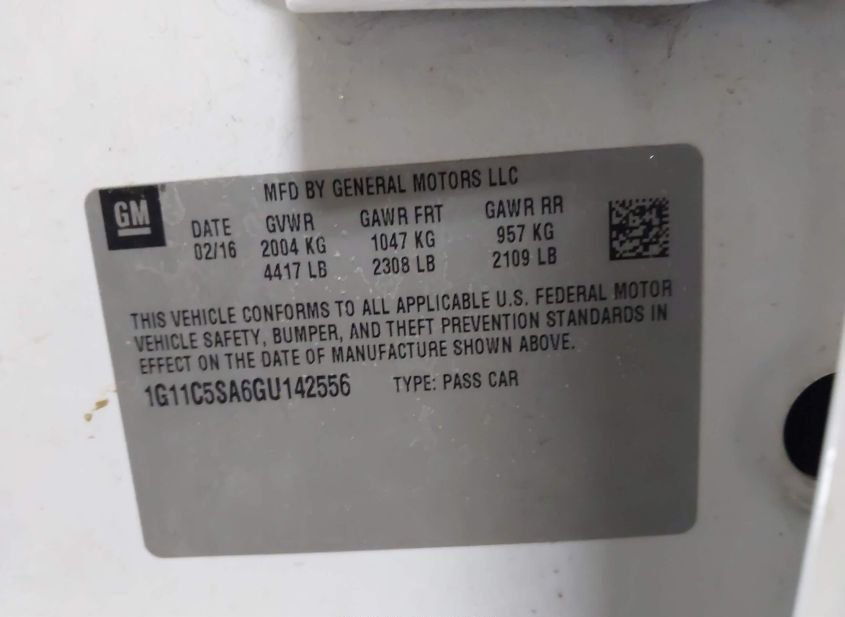 GM
MFD BY GENERAL MOTORS LLC
DATE GVWR GAWR FRT GAWR RR
02/16 2004 KG 1047 KG 957 KG
4417 LB 2308 LB 2109 LB
THIS VEHICLE CONFORMS TO ALL APPLICABLE U.S. FEDERAL MOTOR
VEHICLE SAFETY, BUMPER, AND THEFT PREVENTION STANDARDS IN
EFFECT ON THE DATE OF MANUFACTURE SHOWN ABOVE.
1G11C5SA6GU142556 TYPE: PASS CAR